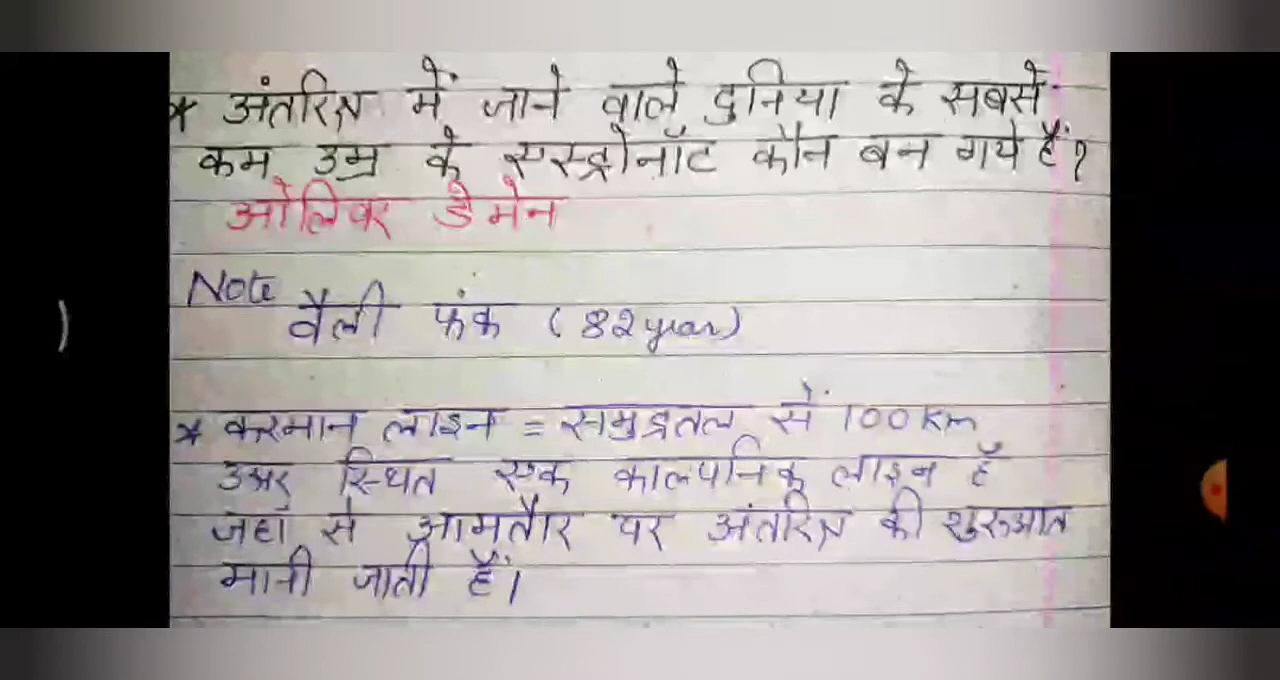 * अंतरिक्ष में जाने वाले दुनिया के सबसे
कम उम्र के एस्ट्रोनॉट कौन बन गये हैं?
ओलिवर डेमेन
Note
वैली फंक (82 year)
* करमान लाइन = समुद्रतल से 100 km
उपर स्थित एक काल्पनिक लाइन है
जहां से आमतौर पर अंतरिक्ष की शुरुआत
मानी जाती हैं।